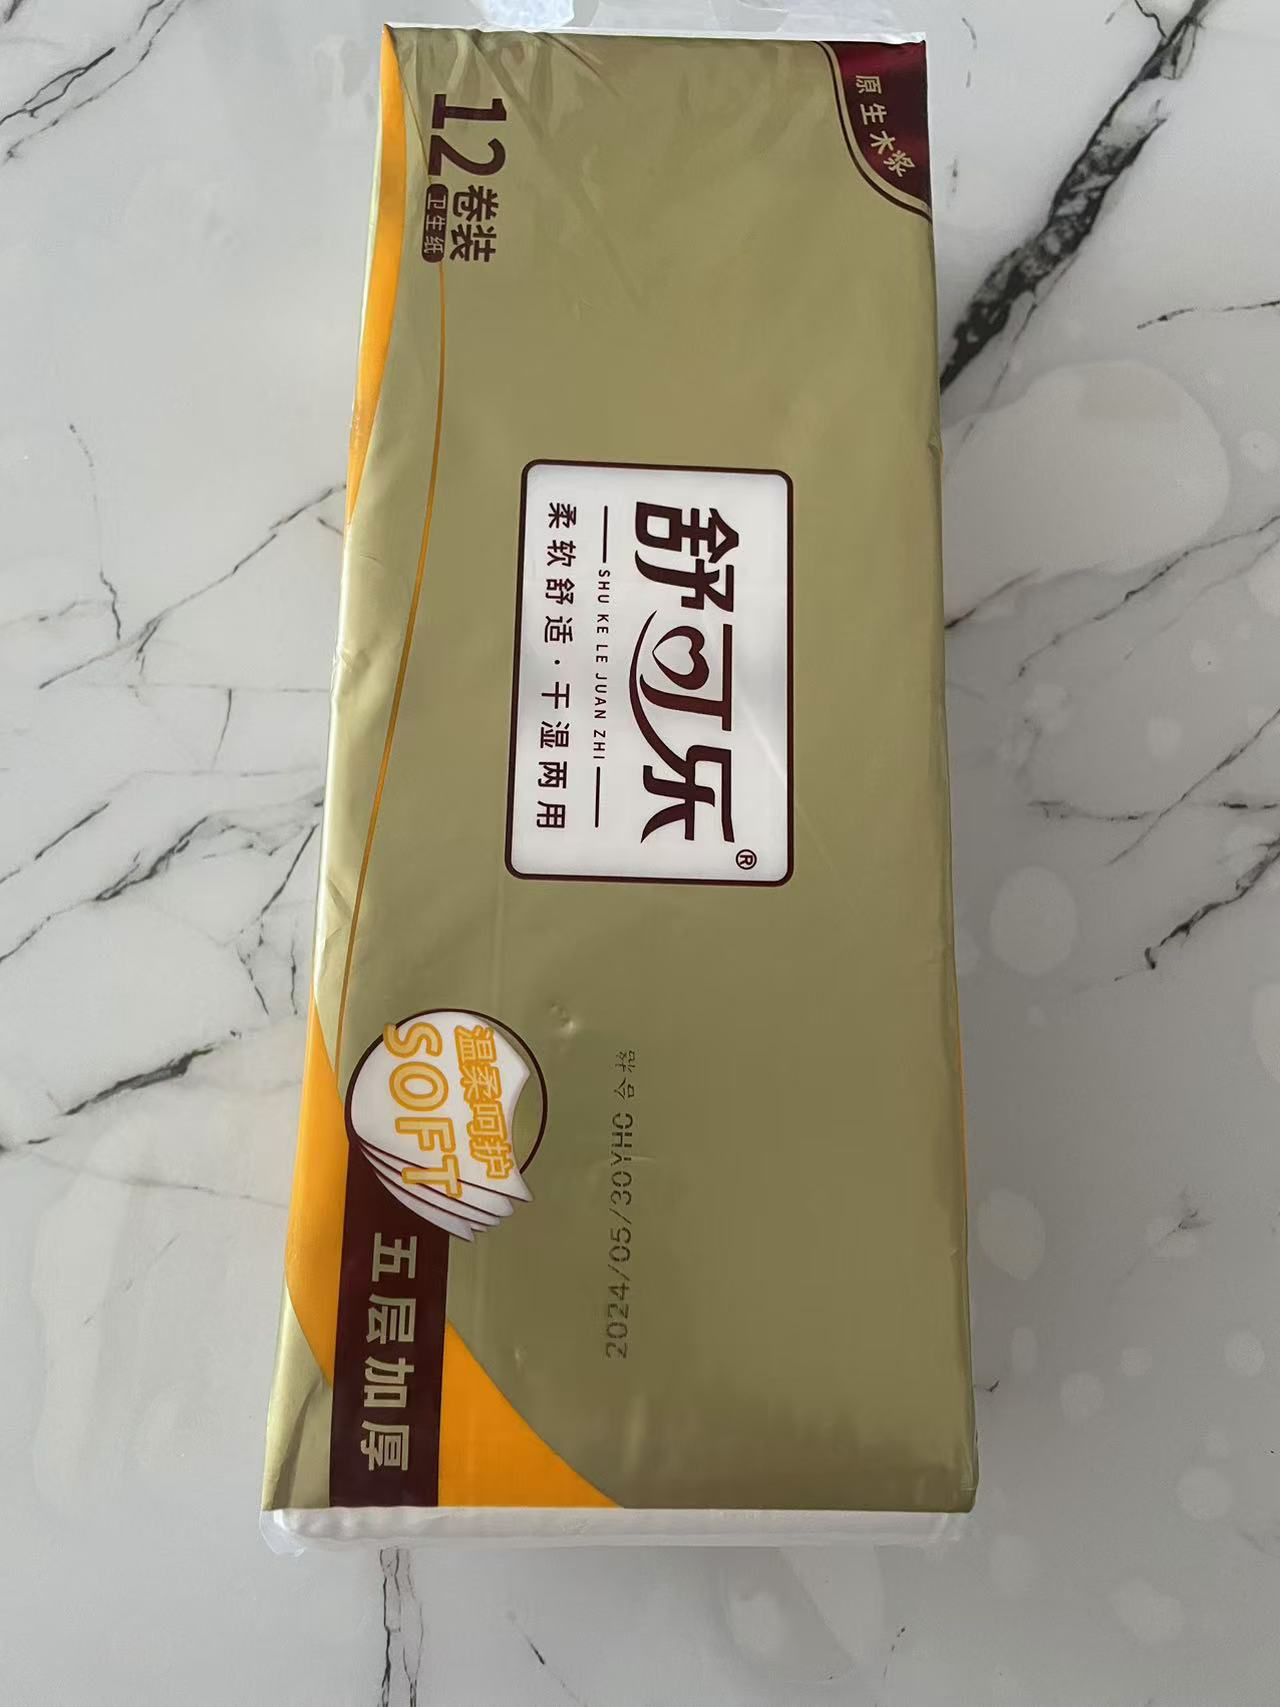 原生木浆
12卷装
卫生纸
舒可乐®
SHU KE LE JUAN ZHI
柔软舒适·干湿两用
温柔呵护
SOFT
五层加厚
2024/05/30YHC 合格